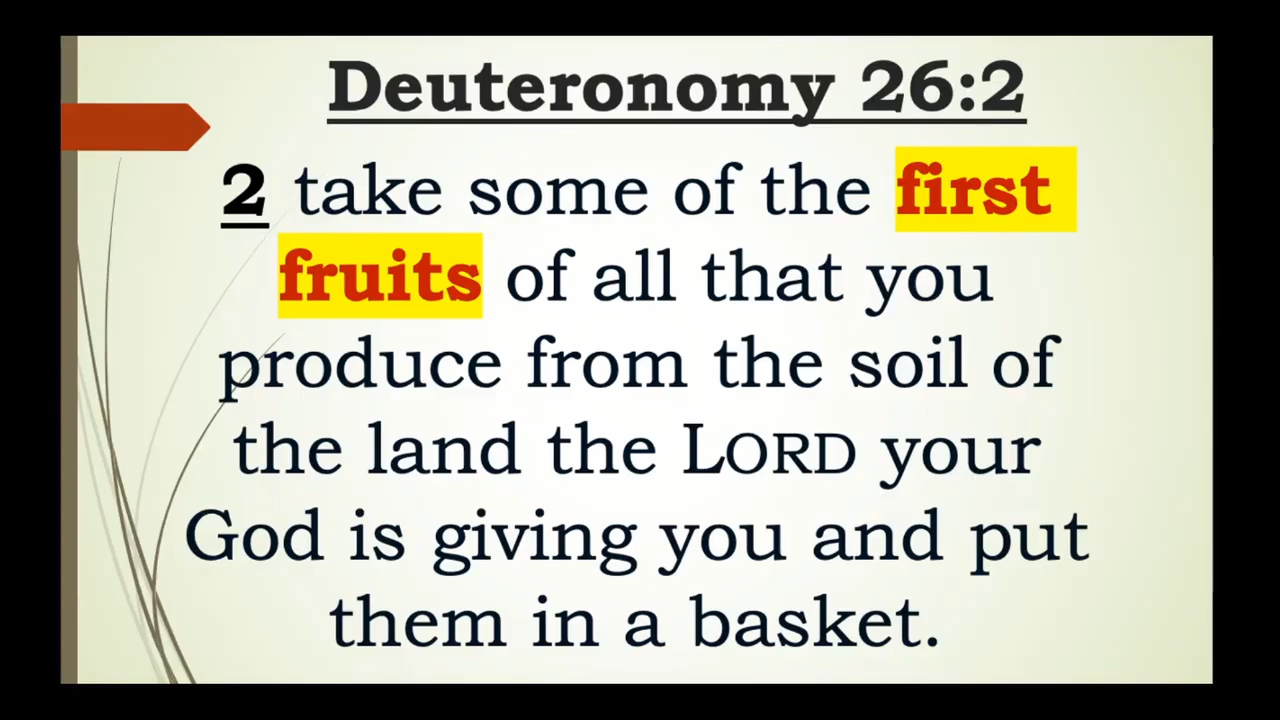 Deuteronomy 26:2
2 take some of the first
fruits of all that you
produce from the soil of
the land the LORD your
God is giving you and put
them in a basket.